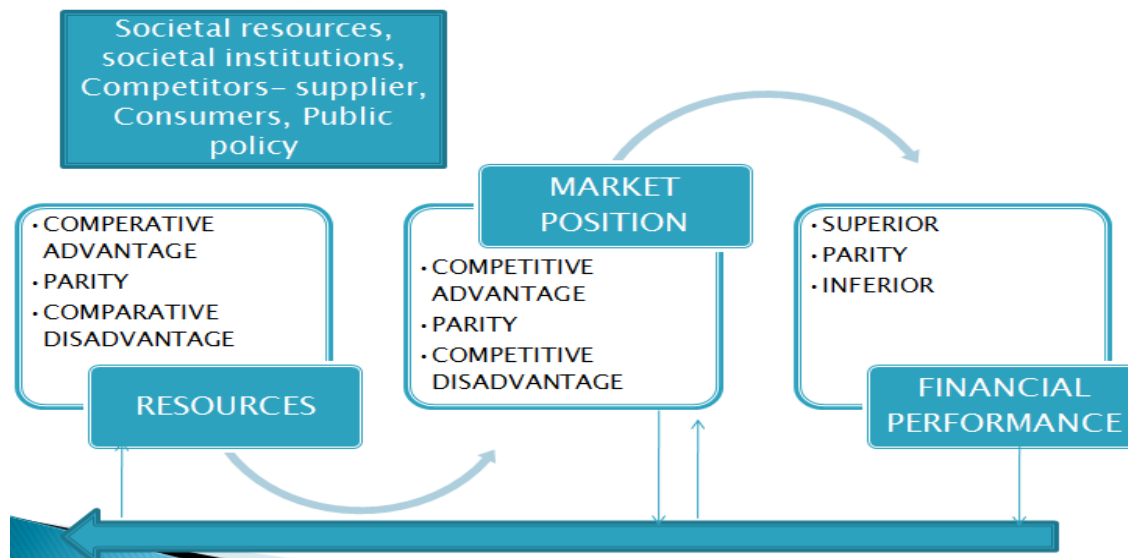 Societal resources,
societal institutions,
Competitors– supplier,
Consumers, Public
policy
• COMPERATIVE
ADVANTAGE
• PARITY
• COMPARATIVE
DISADVANTAGE
RESOURCES
MARKET
POSITION
• COMPETITIVE
ADVANTAGE
• PARITY
• COMPETITIVE
DISADVANTAGE
• SUPERIOR
• PARITY
• INFERIOR
FINANCIAL
PERFORMANCE